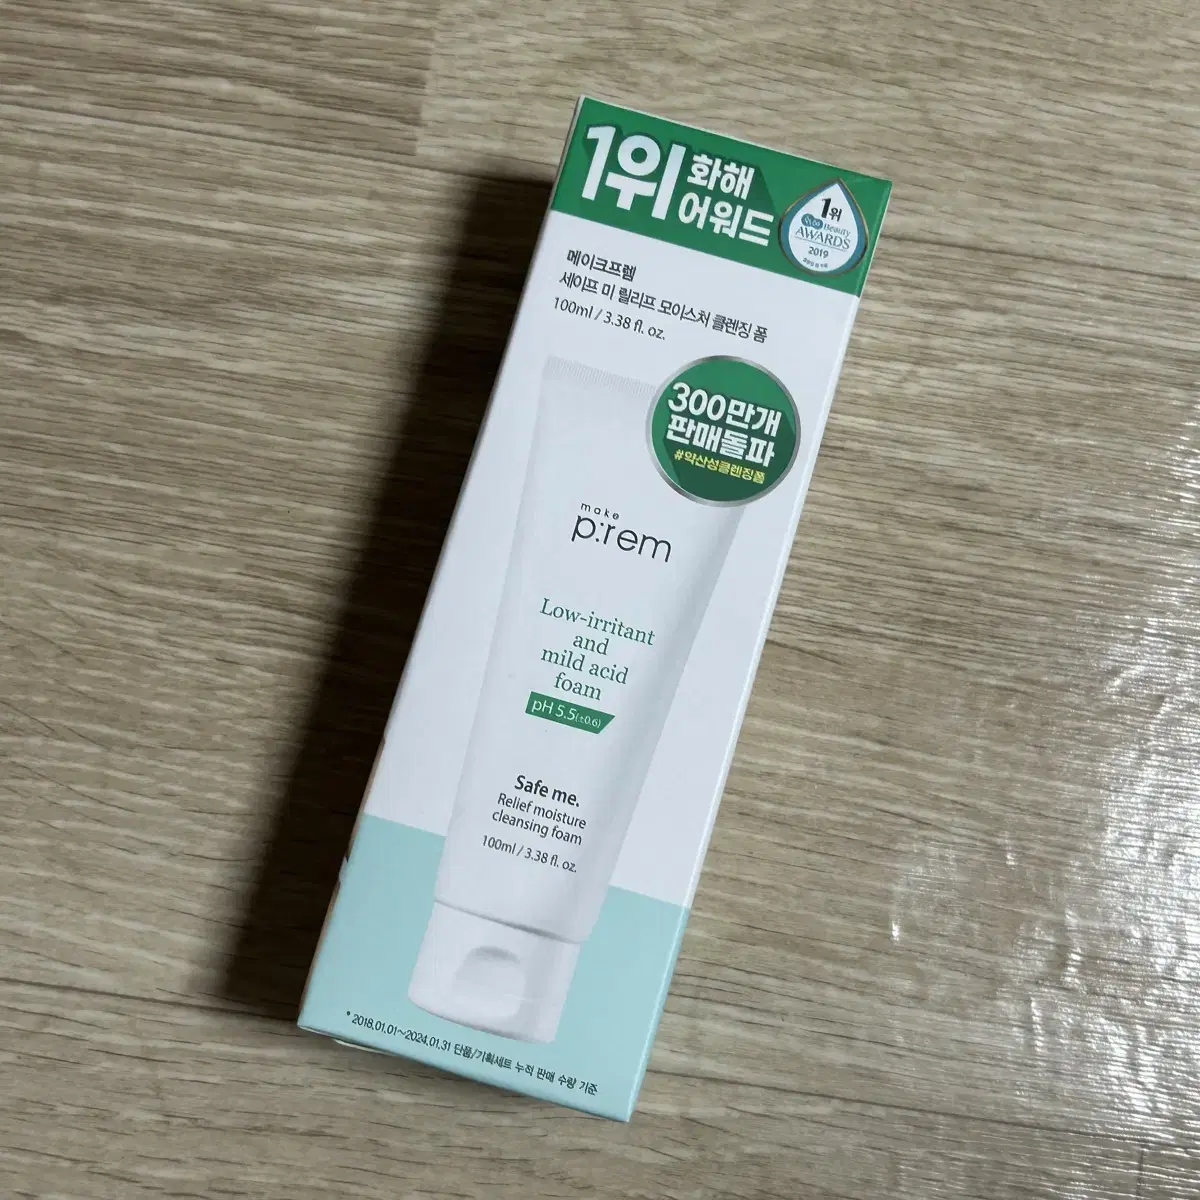 1위 화해
어워드
1위
Beauty
AWARDS
2019
메이크프렘
세이프 미 릴리프 모이스처 클렌징 폼
100ml / 3.38 fl. oz.
300만개
판매돌파
#약산성클렌징폼
make
p:rem
Low-irritant
and
mild acid
foam
pH 5.5(±0.6)
Safe me.
Relief moisture
cleansing foam
100ml / 3.38 fl. oz.
* 2018.01.01~2024.01.31 단품/기획세트 누적 판매 수량 기준